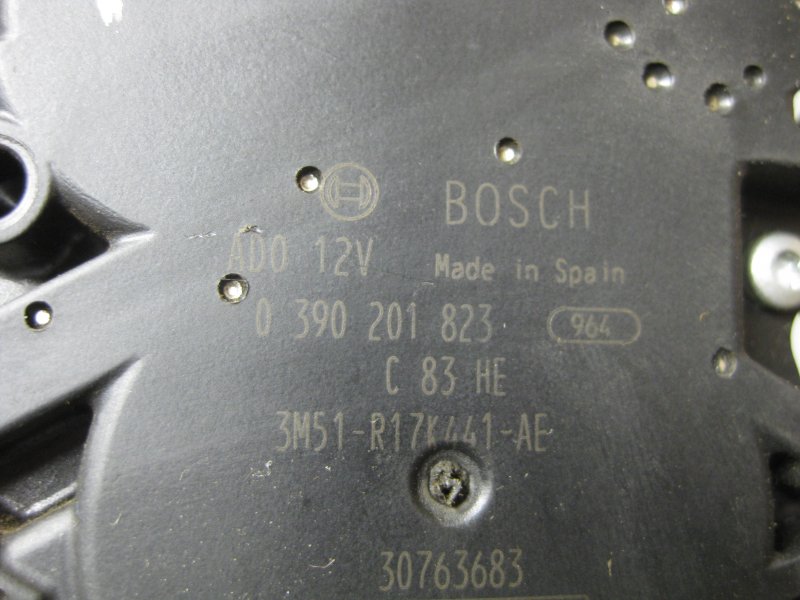 BOSCH
ADO 12V Made in Spain
0 390 201 823 964
C 83 HE
3M51-R17K441-AE
30763683